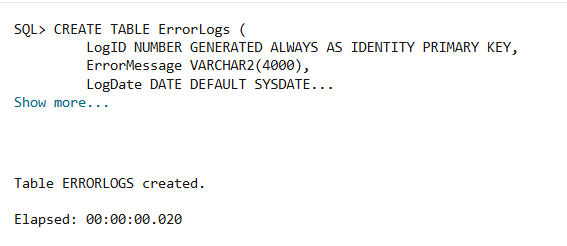 SQL> CREATE TABLE ErrorLogs (
LogID NUMBER GENERATED ALWAYS AS IDENTITY PRIMARY KEY,
ErrorMessage VARCHAR2(4000),
LogDate DATE DEFAULT SYSDATE...
Show more...
Table ERRORLOGS created.
Elapsed: 00:00:00.020